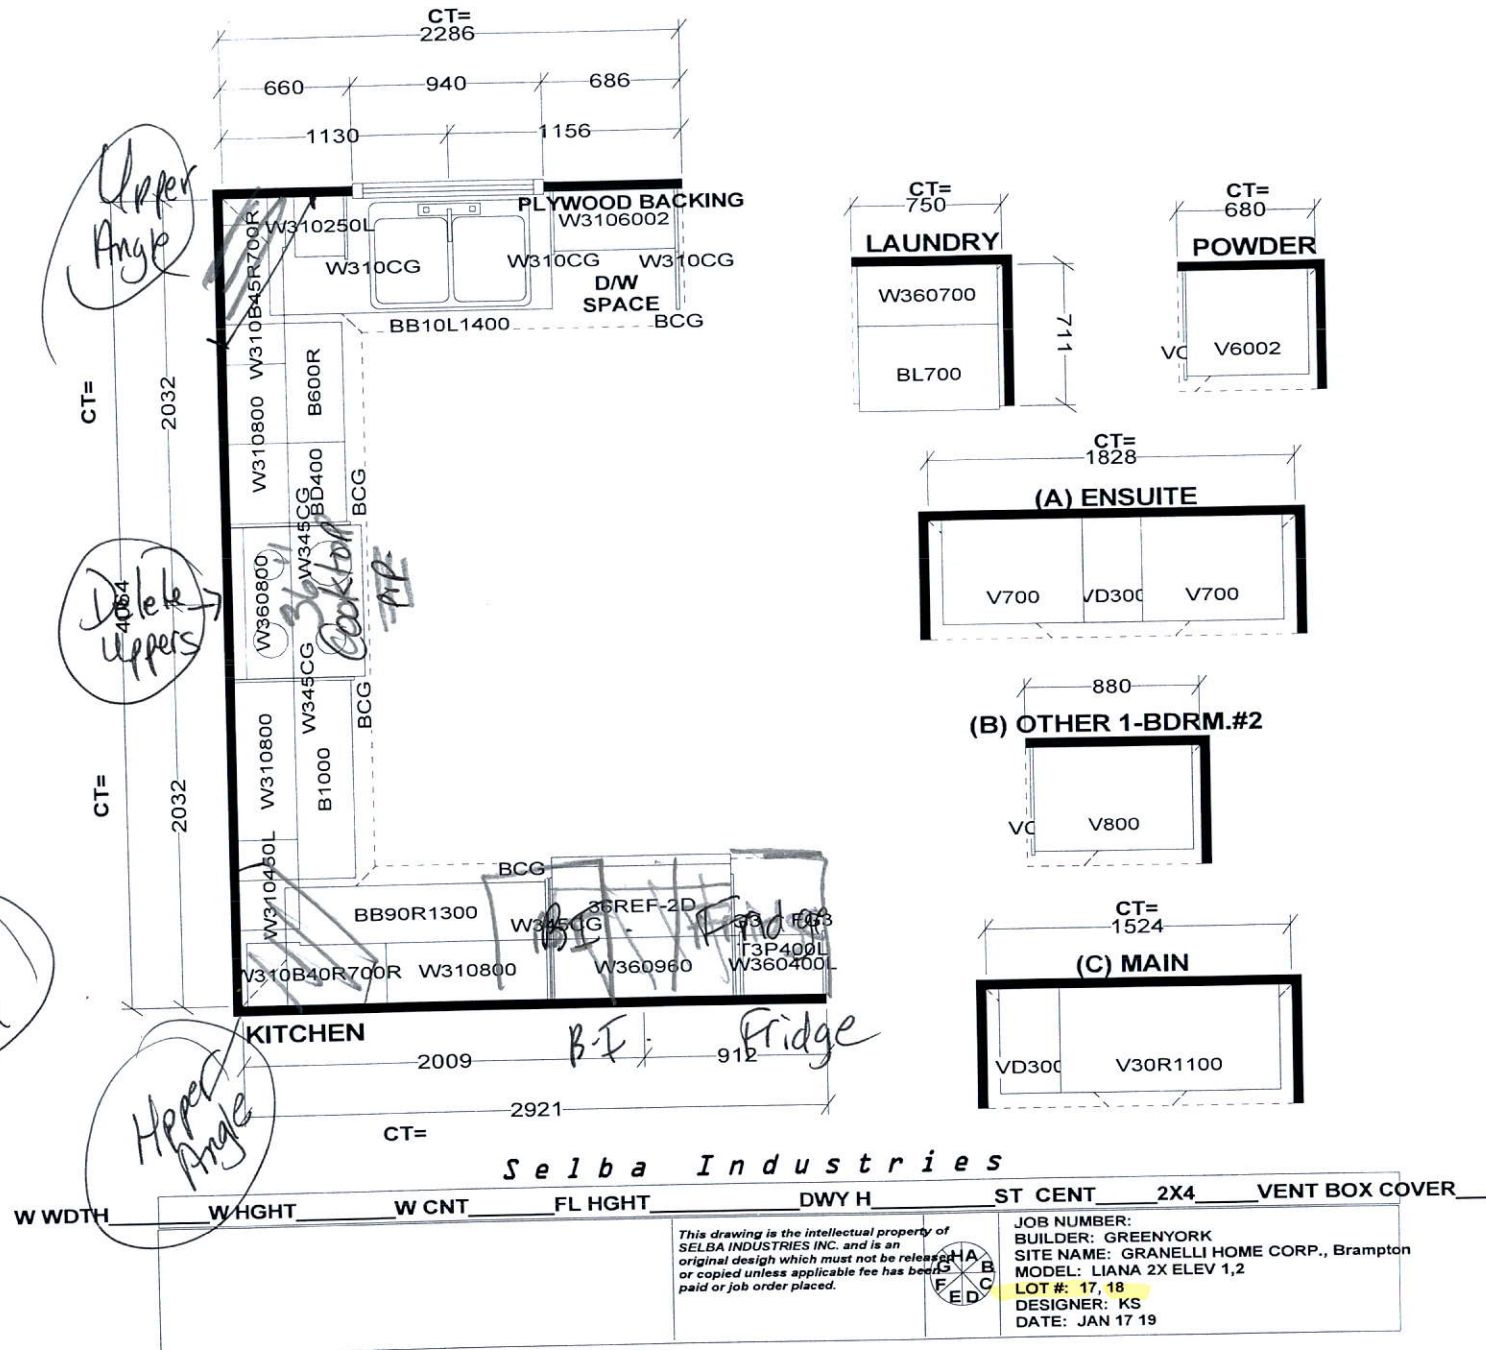 CT=
2286
660 940 686
1130 1156
Upper
Angle
PLYWOOD BACKING
W310250L
W3106002
W310B45R700R
W310CG
W310CG
W310CG
D/W
SPACE
BB10L1400
BCG
CT=
2032
W310800
B600R
BD400
W345CG
BCG
4064
Delete
Uppers
W360800
36"
Cooktop
W345CG
BCG
CT=
2032
W310800
B1000
W310450L
BCG
BB90R1300
W345CG
36REF-2D
FG3
B-I
Fridge
T3P400L
W310B40R700R
W310800
W360960
W360400L
KITCHEN
2009
B-I
912
Fridge
2921
CT=
Upper
Angle
CT=
750
LAUNDRY
W360700
BL700
711
CT=
680
POWDER
V6002
CT=
1828
(A) ENSUITE
V700
VD300
V700
880
(B) OTHER 1-BDRM.#2
V800
CT=
1524
(C) MAIN
VD300
V30R1100
Selba Industries
W WDTH W HGHT W CNT FL HGHT DWY H ST CENT 2X4 VENT BOX COVER
This drawing is the intellectual property of
SELBA INDUSTRIES INC. and is an
original desigh which must not be released
or copied unless applicable fee has been
paid or job order placed.
H A
G B
F C
E D
JOB NUMBER:
BUILDER: GREENYORK
SITE NAME: GRANELLI HOME CORP., Brampton
MODEL: LIANA 2X ELEV 1,2
LOT #: 17, 18
DESIGNER: KS
DATE: JAN 17 19